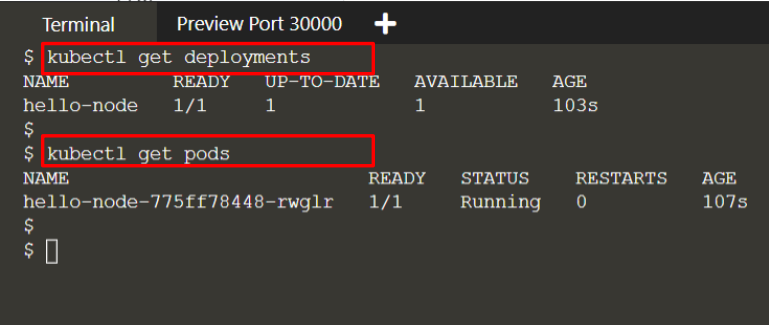 Terminal Preview Port 30000 +
$ kubectl get deployments
NAME READY UP-TO-DATE AVAILABLE AGE
hello-node 1/1 1 1 103s
$
$ kubectl get pods
NAME READY STATUS RESTARTS AGE
hello-node-775ff78448-rwglr 1/1 Running 0 107s
$
$